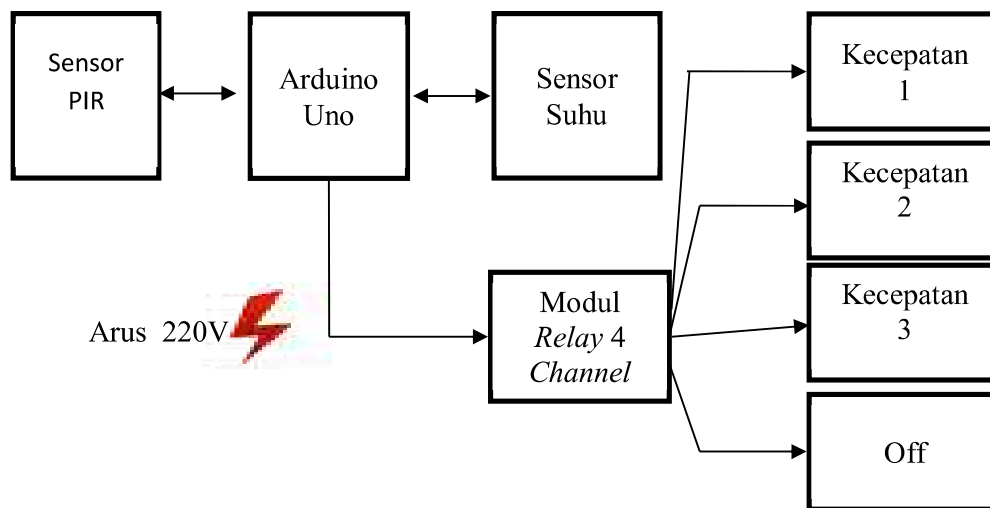 Sensor
PIR
Arduino
Uno
Sensor
Suhu
Kecepatan
1
Kecepatan
2
Kecepatan
3
Modul
Relay 4
Channel
Arus 220V
Off